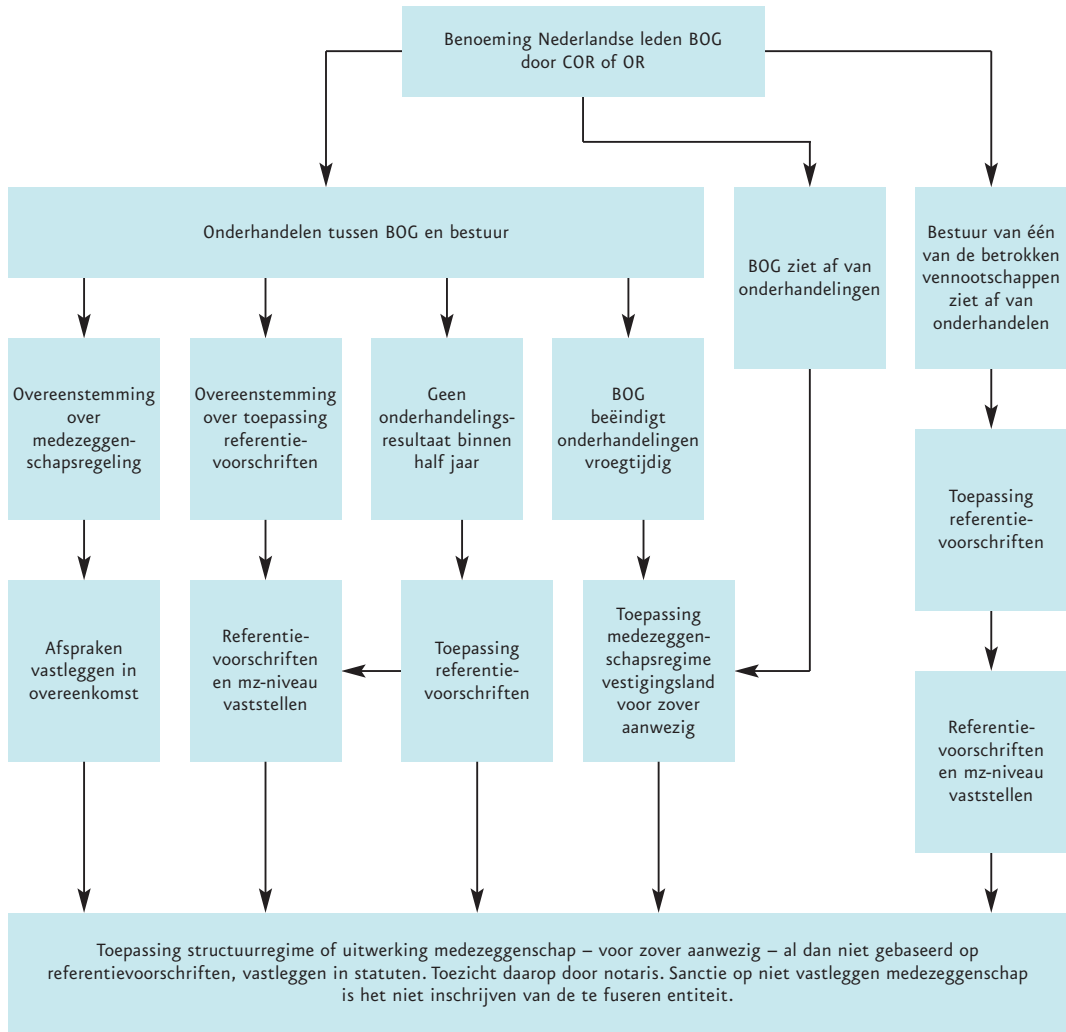 Benoeming Nederlandse leden BOG
door COR of OR
Onderhandelen tussen BOG en bestuur
BOG ziet af van
onderhandelingen
Bestuur van één
van de betrokken
vennootschappen
ziet af van
onderhandelen
Overeenstemming
over
medezeggen-
schapsregeling
Overeenstemming
over toepassing
referentie-
voorschriften
Geen
onderhandelings-
resultaat binnen
half jaar
BOG
beëindigt
onderhandelingen
vroegtijdig
Toepassing
referentie-
voorschriften
Afspraken
vastleggen in
overeenkomst
Referentie-
voorschriften
en mz-niveau
vaststellen
Toepassing
referentie-
voorschriften
Toepassing
medezeggen-
schapsregime
vestigingsland
voor zover
aanwezig
Referentie-
voorschriften
en mz-niveau
vaststellen
Toepassing structuurregime of uitwerking medezeggenschap – voor zover aanwezig – al dan niet gebaseerd op
referentievoorschriften, vastleggen in statuten. Toezicht daarop door notaris. Sanctie op niet vastleggen medezeggenschap
is het niet inschrijven van de te fuseren entiteit.